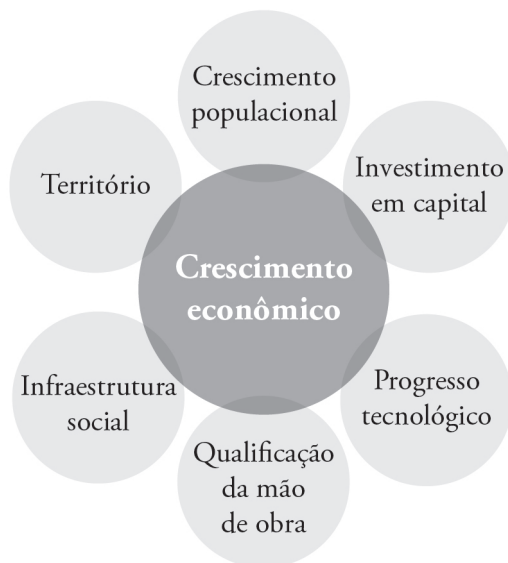 Crescimento
populacional
Território
Investimento
em capital
Crescimento
econômico
Infraestrutura
social
Progresso
tecnológico
Qualificação
da mão
de obra